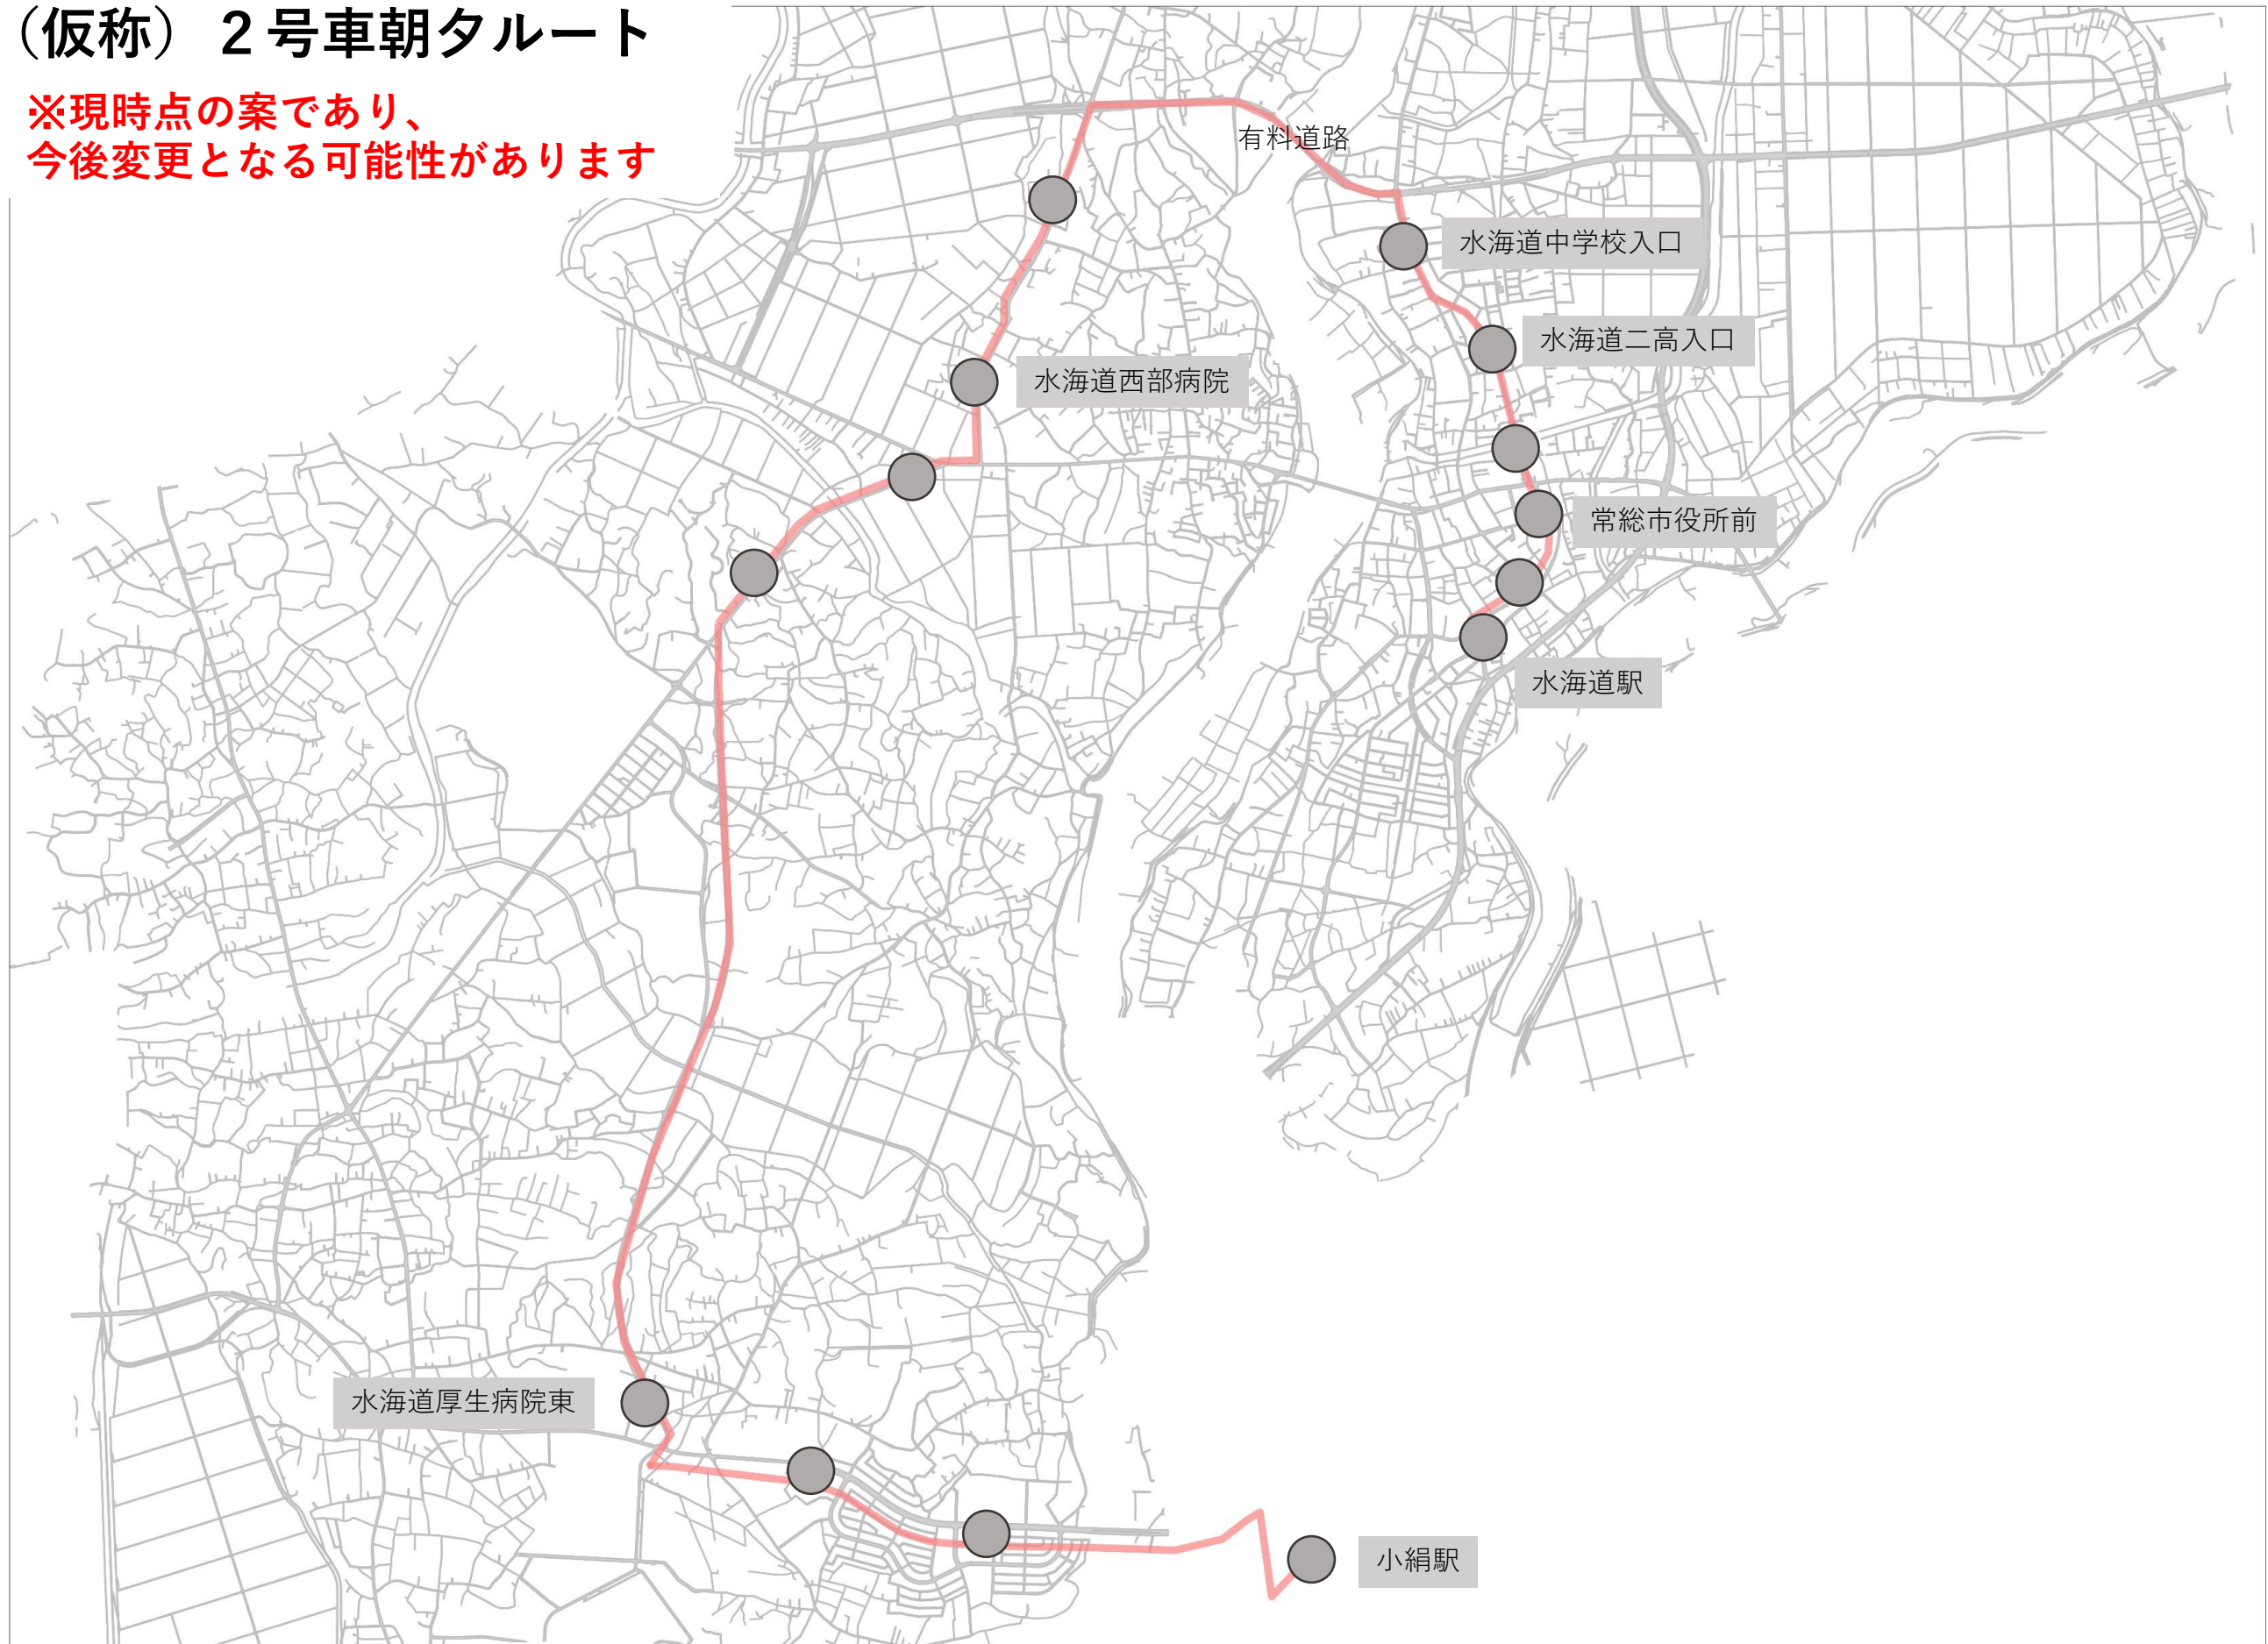 （仮称）２号車朝夕ルート
※現時点の案であり、
今後変更となる可能性があります
有料道路
水海道中学校入口
水海道二高入口
水海道西部病院
常総市役所前
水海道駅
水海道厚生病院東
小絹駅